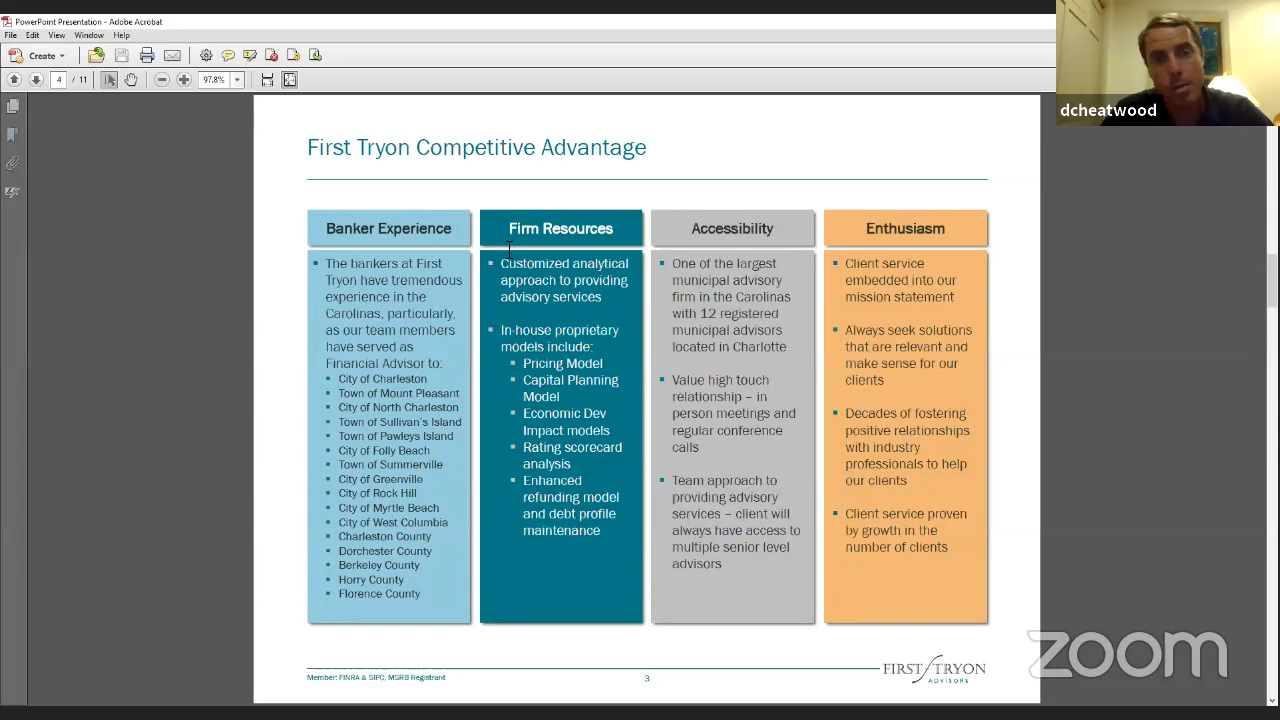 PowerPoint Presentation - Adobe Acrobat
File Edit View Window Help
Create
4 / 11
97.8%
dcheatwood
First Tryon Competitive Advantage
Banker Experience
The bankers at First
Tryon have tremendous
experience in the
Carolinas, particularly,
as our team members
have served as
Financial Advisor to:
City of Charleston
Town of Mount Pleasant
City of North Charleston
Town of Sullivan's Island
Town of Pawleys Island
City of Folly Beach
Town of Summerville
City of Greenville
City of Rock Hill
City of Myrtle Beach
City of West Columbia
Charleston County
Dorchester County
Berkeley County
Horry County
Florence County
Firm Resources
Customized analytical
approach to providing
advisory services
In-house proprietary
models include:
Pricing Model
Capital Planning
Model
Economic Dev
Impact models
Rating scorecard
analysis
Enhanced
refunding model
and debt profile
maintenance
Accessibility
One of the largest
municipal advisory
firm in the Carolinas
with 12 registered
municipal advisors
located in Charlotte
Value high touch
relationship – in
person meetings and
regular conference
calls
Team approach to
providing advisory
services – client will
always have access to
multiple senior level
advisors
Enthusiasm
Client service
embedded into our
mission statement
Always seek solutions
that are relevant and
make sense for our
clients
Decades of fostering
positive relationships
with industry
professionals to help
our clients
Client service proven
by growth in the
number of clients
Member: FINRA & SIPC, MSRB Registrant
3
FIRST TRYON
ADVISORS
zoom